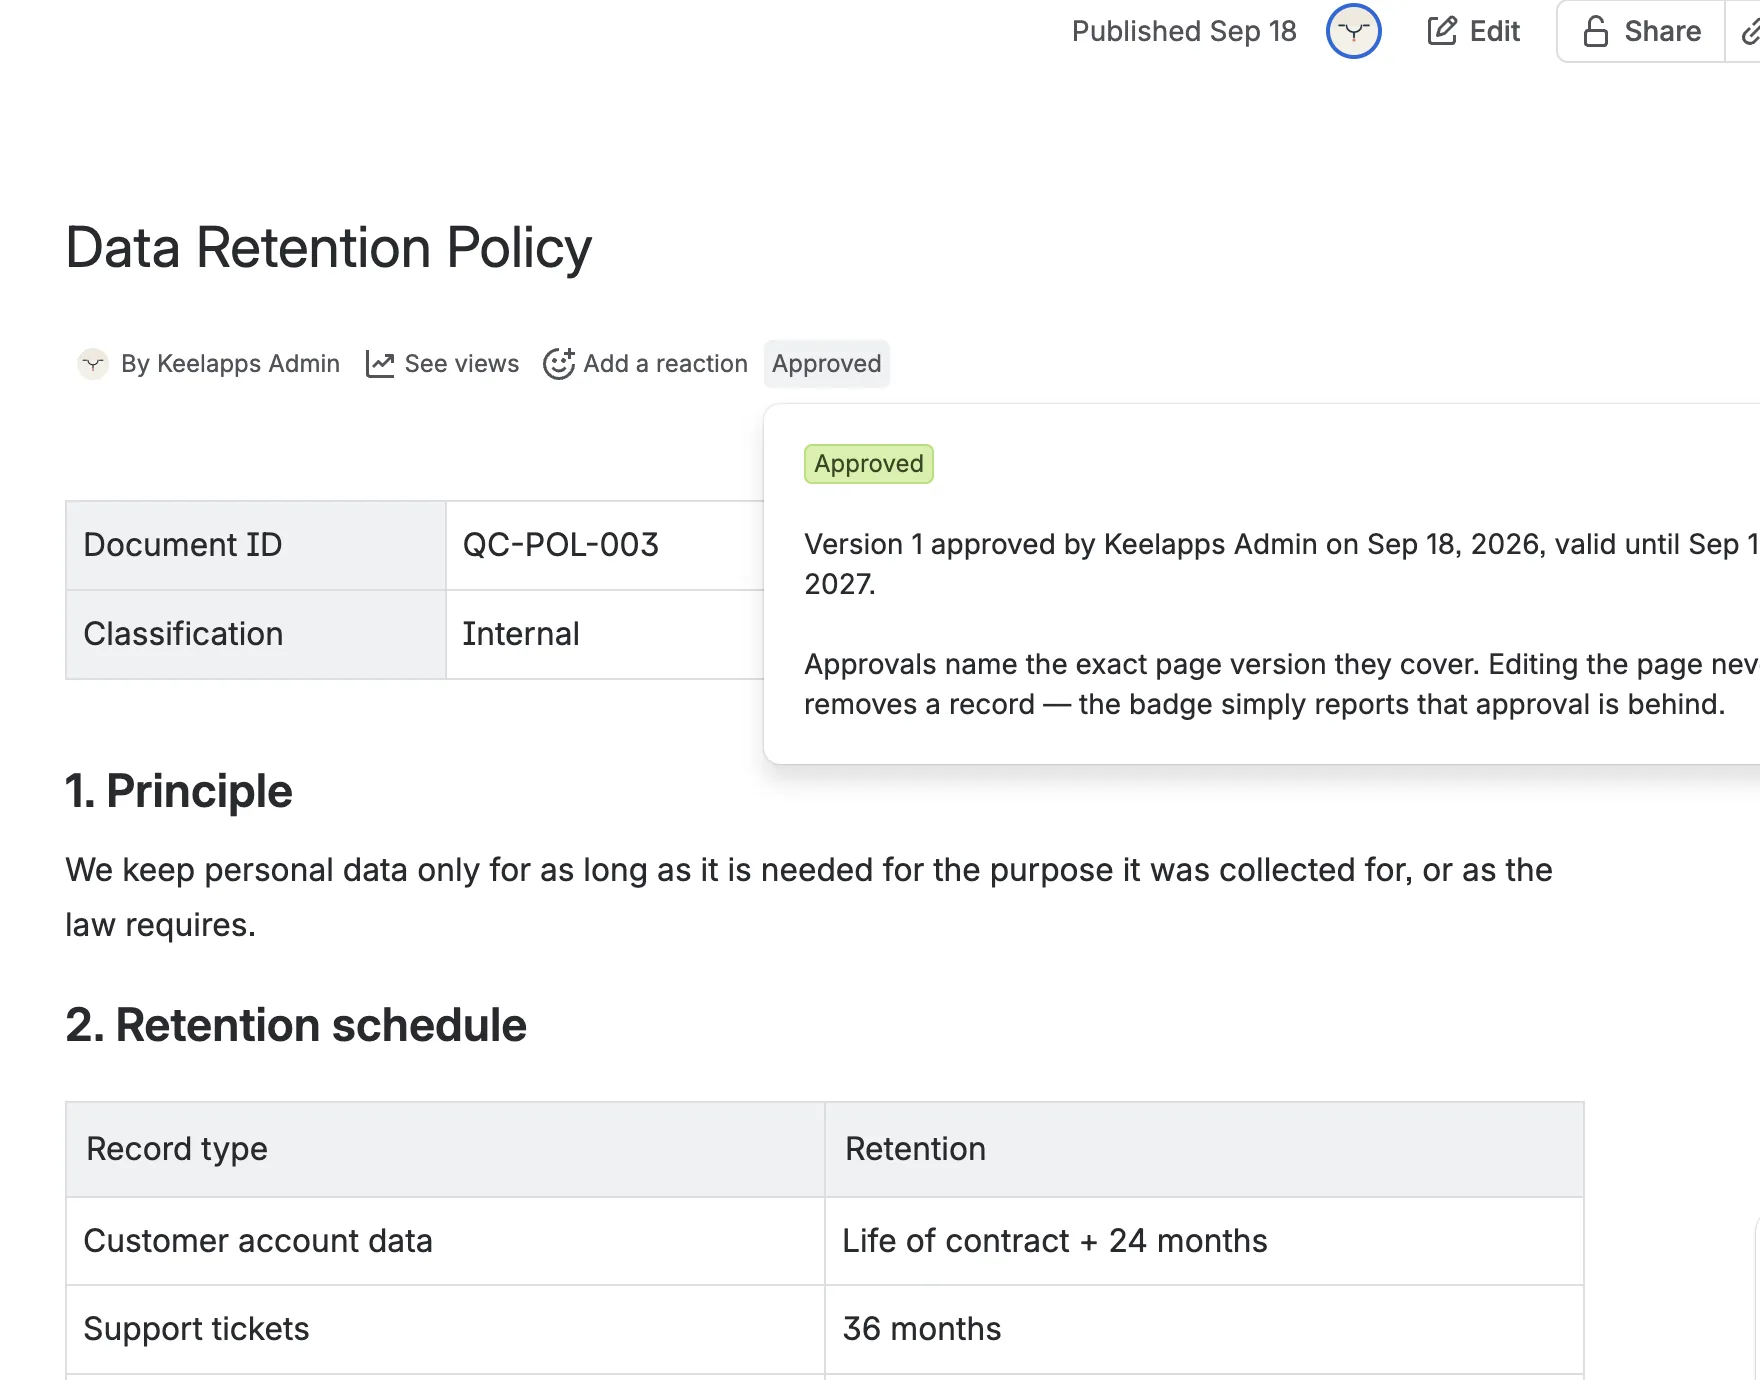 Published Sep 18 Edit Share
Data Retention Policy
By Keelapps Admin See views Add a reaction Approved
Approved
Version 1 approved by Keelapps Admin on Sep 18, 2026, valid until Sep
2027.
Approvals name the exact page version they cover. Editing the page
removes a record — the badge simply reports that approval is behind.
Document ID QC-POL-003
Classification Internal
1. Principle
We keep personal data only for as long as it is needed for the purpose it was collected for, or as the
law requires.
2. Retention schedule
Record type Retention
Customer account data Life of contract + 24 months
Support tickets 36 months